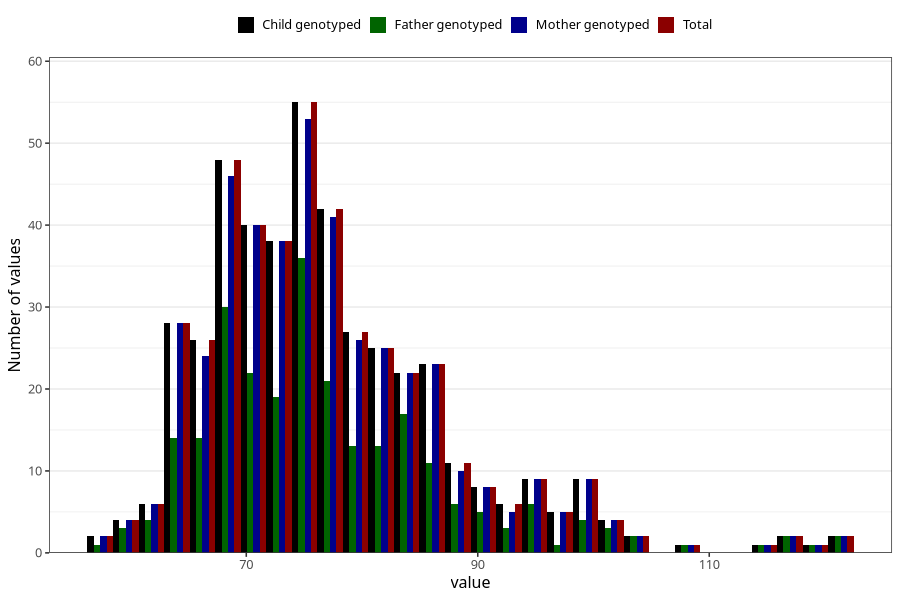 Child genotyped Father genotyped Mother genotyped Total
60
50
40
30
20
10
0
Number of values
70 90 110
value